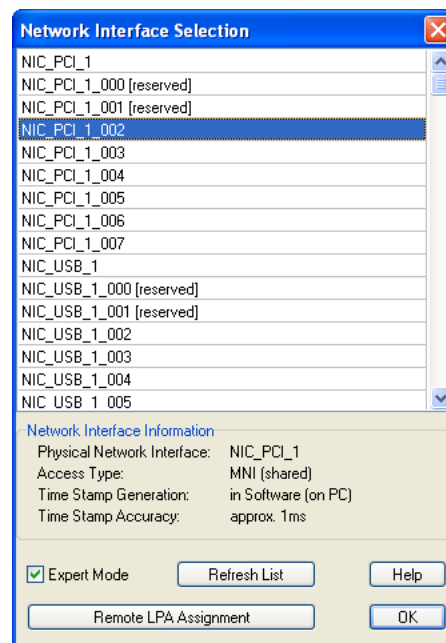 Network Interface Selection
NIC_PCI_1
NIC_PCI_1_000 [reserved]
NIC_PCI_1_001 [reserved]
NIC_PCI_1_002
NIC_PCI_1_003
NIC_PCI_1_004
NIC_PCI_1_005
NIC_PCI_1_006
NIC_PCI_1_007
NIC_USB_1
NIC_USB_1_000 [reserved]
NIC_USB_1_001 [reserved]
NIC_USB_1_002
NIC_USB_1_003
NIC_USB_1_004
NIC_USB_1_005
Network Interface Information
Physical Network Interface: NIC_PCI_1
Access Type: MNI (shared)
Time Stamp Generation: in Software (on PC)
Time Stamp Accuracy: approx. 1ms
Expert Mode Refresh List Help
Remote LPA Assignment OK